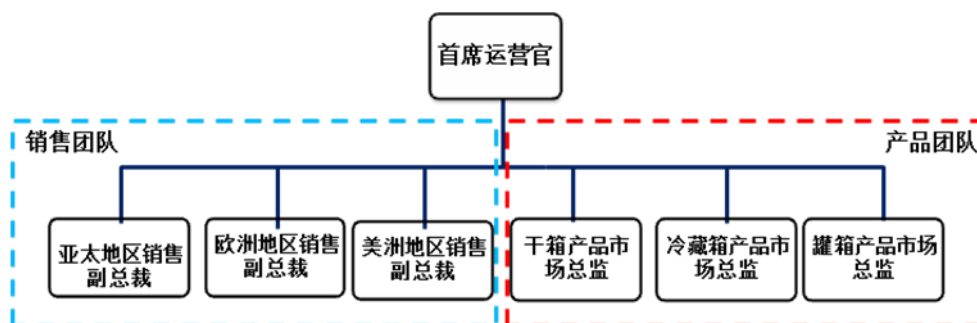 首席运营官
销售团队
产品团队
亚太地区销售
副总裁
欧洲地区销售
副总裁
美洲地区销售
副总裁
干箱产品市
场总监
冷藏箱产品市
场总监
罐箱产品市场
总监